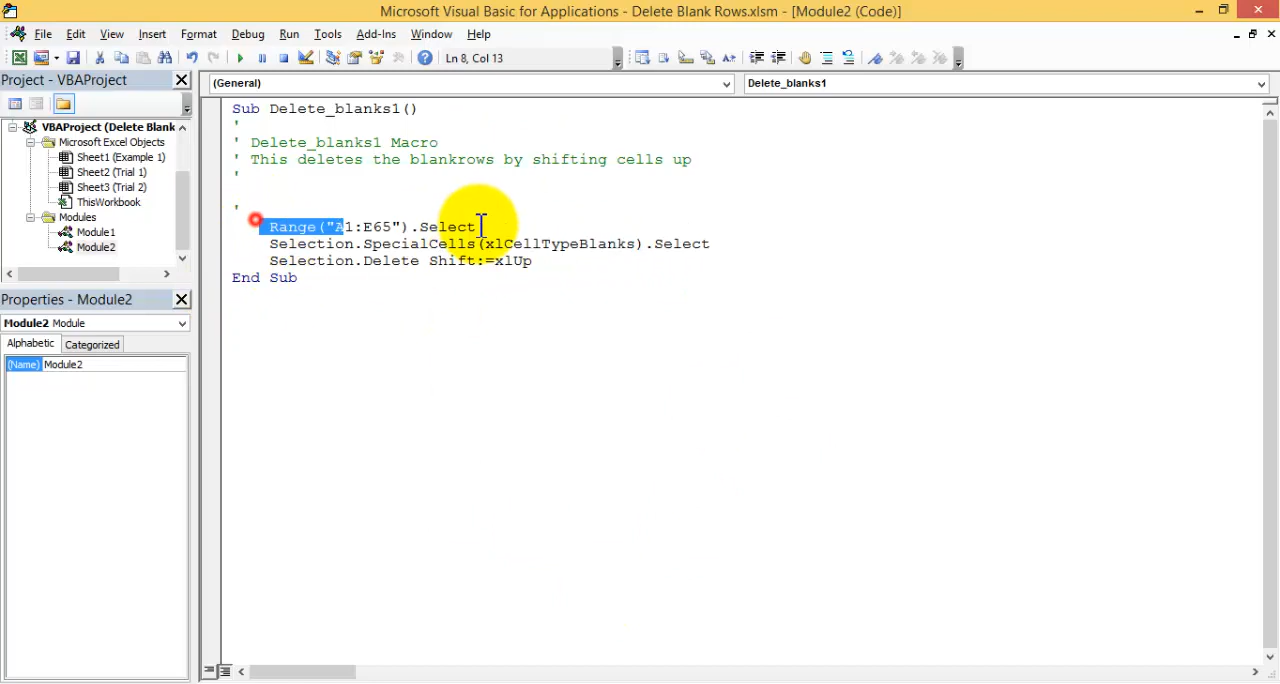 Microsoft Visual Basic for Applications - Delete Blank Rows.xlsm - [Module2 (Code)]
File Edit View Insert Format Debug Run Tools Add-Ins Window Help
Ln 8, Col 13
Project - VBAProject
(General)
Delete_blanks1
VBAProject (Delete Blank
Microsoft Excel Objects
Sheet1 (Example 1)
Sheet2 (Trial 1)
Sheet3 (Trial 2)
ThisWorkbook
Modules
Module1
Module2
Properties - Module2
Module2 Module
Alphabetic Categorized
(Name) Module2
Sub Delete_blanks1()
'
' Delete_blanks1 Macro
' This deletes the blankrows by shifting cells up
'
'
Range("A1:E65").Select
Selection.SpecialCells(xlCellTypeBlanks).Select
Selection.Delete Shift:=xlUp
End Sub